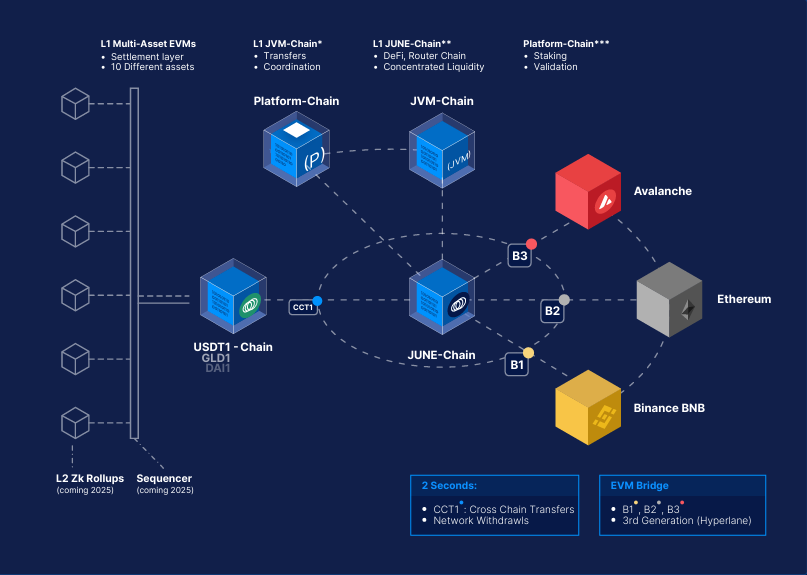 L1 Multi-Asset EVMs
• Settlement layer
• 10 Different assets
L1 JVM-Chain*
• Transfers
• Coordination
L1 JUNE-Chain**
• DeFi, Router Chain
• Concentrated Liquidity
Platform-Chain***
• Staking
• Validation
Platform-Chain
JVM-Chain
(P)
(JVM)
Avalanche
B3
Ethereum
CCT1
B2
USDT1 - Chain
GLD1
DAI1
JUNE-Chain
B1
Binance BNB
L2 Zk Rollups
(coming 2025)
Sequencer
(coming 2025)
2 Seconds:
• CCT1 : Cross Chain Transfers
• Network Withdrawls
EVM Bridge
• B1 , B2 , B3
• 3rd Generation (Hyperlane)